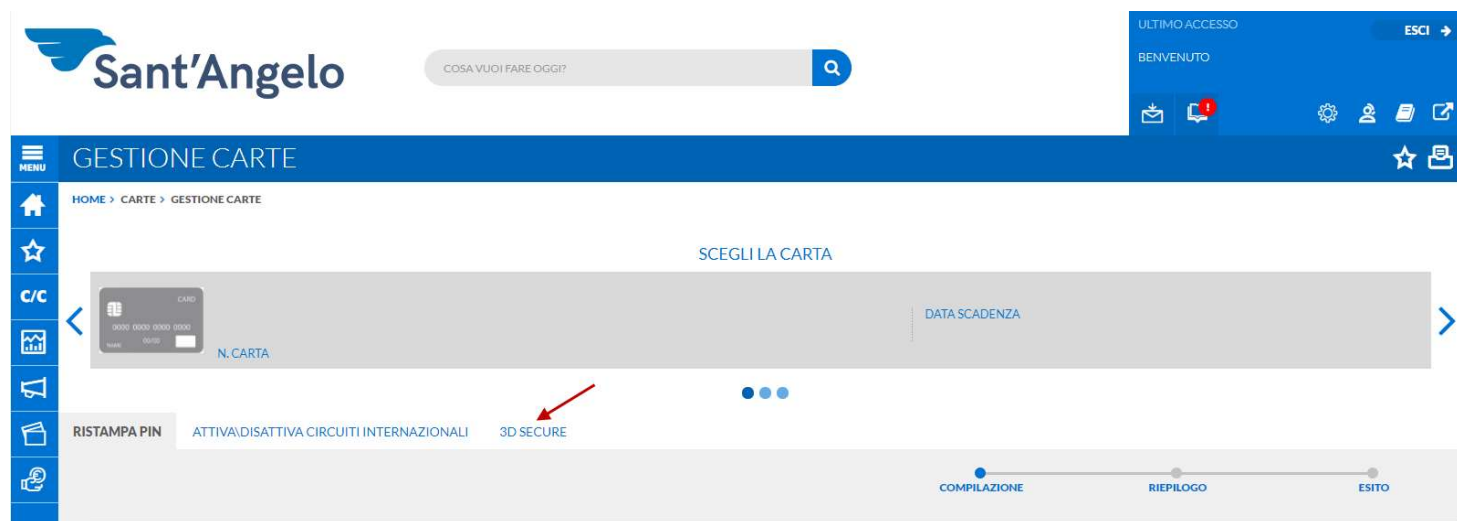 Sant'Angelo
COSA VUOI FARE OGGI?
ULTIMO ACCESSO
ESCI
BENVENUTO
MENU
GESTIONE CARTE
HOME > CARTE > GESTIONE CARTE
SCEGLI LA CARTA
C/C
CARD
0000 0000 0000 0000
00/00
NAME
N. CARTA
DATA SCADENZA
RISTAMPA PIN
ATTIVA\DISATTIVA CIRCUITI INTERNAZIONALI
3D SECURE
COMPILAZIONE
RIEPILOGO
ESITO